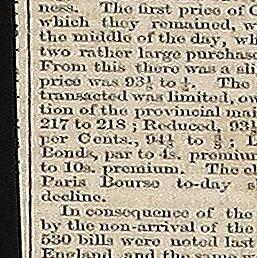 ness. The first price of C
which they remained, w
the middle of the day, wh
two rather large purchase
From this there was a sli
price was 93½ to ¼. The
transacted was limited, ow
tion of the provincial mai
217 to 218; Reduced, 93½
per Cents., 94½ to ⅝; E
Bonds, par to 4s. premium
to 10s. premium. The cl
Paris Bourse to-day s
decline.
In consequence of the
by the non-arrival of the
530 bills were noted last
England, and the same w